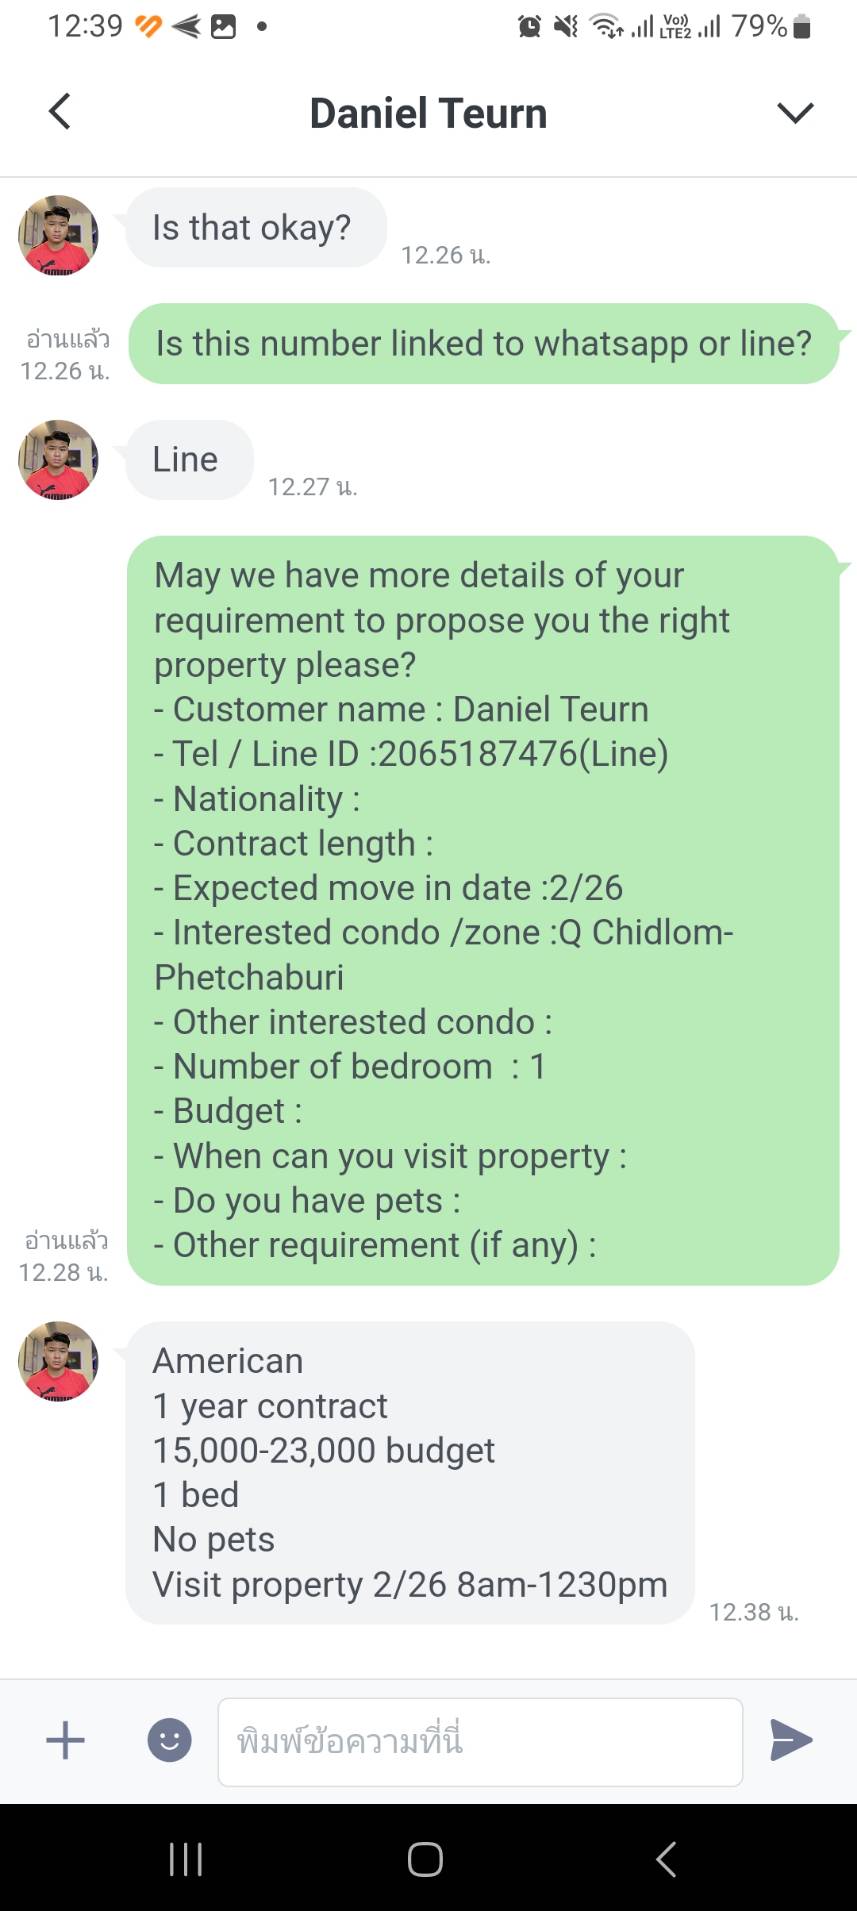 12:39
Vo))
LTE2
79%
Daniel Teurn
Is that okay?
12.26 น.
Is this number linked to whatsapp or line?
อ่านแล้ว
12.26 น.
Line
12.27 น.
May we have more details of your
requirement to propose you the right
property please?
- Customer name : Daniel Teurn
- Tel / Line ID :2065187476(Line)
- Nationality :
- Contract length :
- Expected move in date :2/26
- Interested condo /zone :Q Chidlom-
Phetchaburi
- Other interested condo :
- Number of bedroom  : 1
- Budget :
- When can you visit property :
- Do you have pets :
- Other requirement (if any) :
อ่านแล้ว
12.28 น.
American
1 year contract
15,000-23,000 budget
1 bed
No pets
Visit property 2/26 8am-1230pm
12.38 น.
พิมพ์ข้อความที่นี่